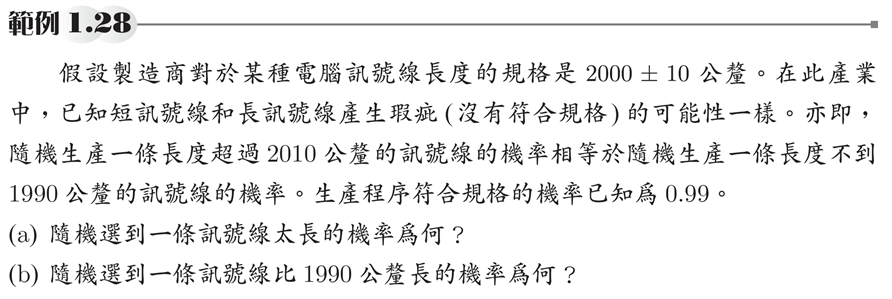 範例 1.28
假設製造商對於某種電腦訊號線長度的規格是 2000 ± 10 公釐。在此產業
中，已知短訊號線和長訊號線產生瑕疵 (沒有符合規格) 的可能性一樣。亦即，
隨機生產一條長度超過 2010 公釐的訊號線的機率相等於隨機生產一條長度不到
1990 公釐的訊號線的機率。生產程序符合規格的機率已知爲 0.99。
(a) 隨機選到一條訊號線太長的機率爲何？
(b) 隨機選到一條訊號線比 1990 公釐長的機率爲何？